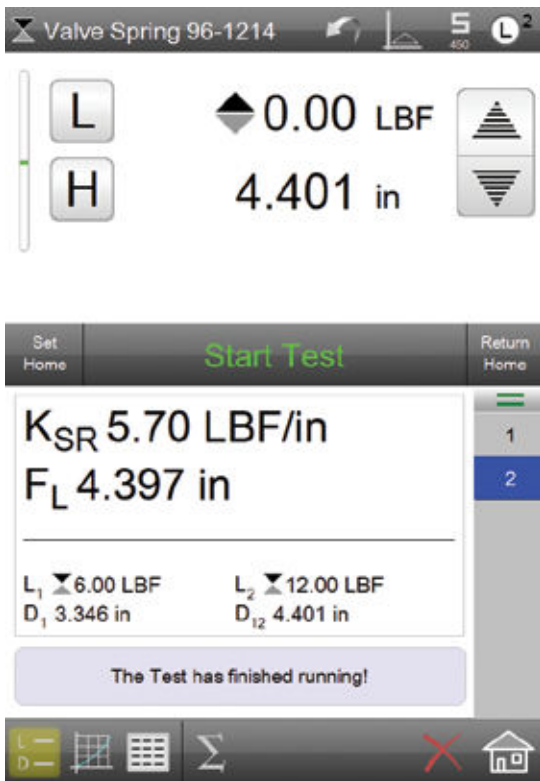 Valve Spring 96-1214 5 450 L2
L 0.00 LBF
H 4.401 in
Set Home Start Test Return Home
KSR 5.70 LBF/in 1
FL 4.397 in 2
L1 6.00 LBF L2 12.00 LBF
D1 3.346 in D12 4.401 in
The Test has finished running!
L
D
Σ